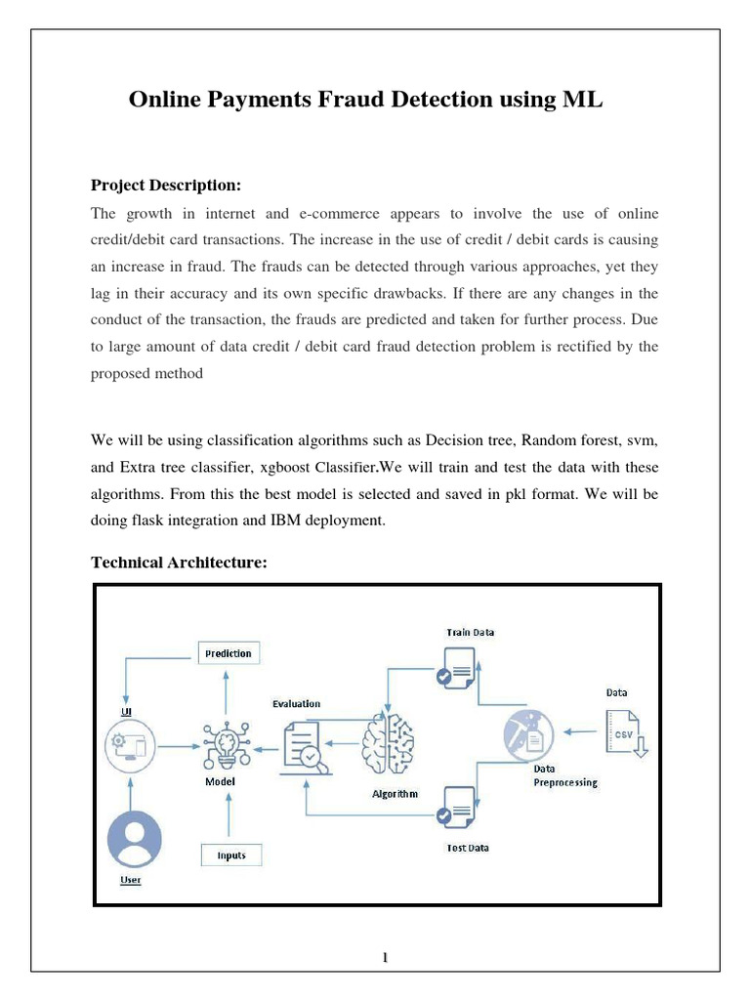 Online Payments Fraud Detection using ML
Project Description:
The growth in internet and e-commerce appears to involve the use of online
credit/debit card transactions. The increase in the use of credit / debit cards is causing
an increase in fraud. The frauds can be detected through various approaches, yet they
lag in their accuracy and its own specific drawbacks. If there are any changes in the
conduct of the transaction, the frauds are predicted and taken for further process. Due
to large amount of data credit / debit card fraud detection problem is rectified by the
proposed method
We will be using classification algorithms such as Decision tree, Random forest, svm,
and Extra tree classifier, xgboost Classifier.We will train and test the data with these
algorithms. From this the best model is selected and saved in pkl format. We will be
doing flask integration and IBM deployment.
Technical Architecture:
Train Data
Prediction
Data
Evaluation
UI
CSV
Data
Preprocessing
Model
Algorithm
Test Data
Inputs
User
1